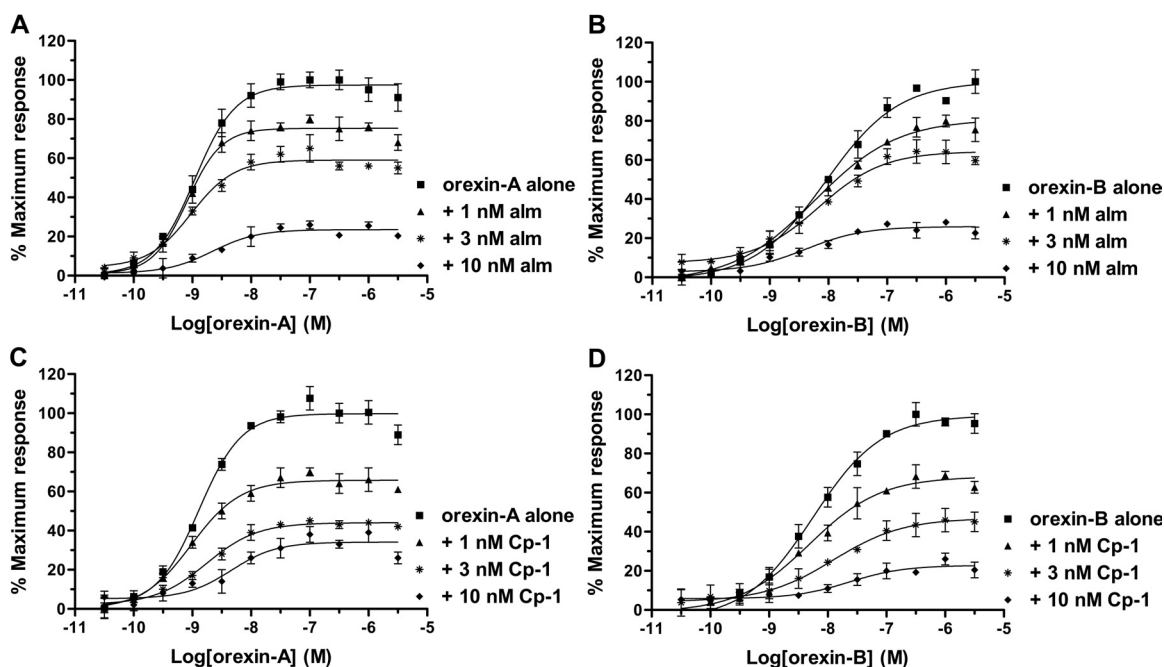 A
% Maximum response
120
100
80
60
40
20
0
-11
-10
-9
-8
-7
-6
-5
Log[orexin-A] (M)
orexin-A alone
+ 1 nM alm
+ 3 nM alm
+ 10 nM alm
B
% Maximum response
120
100
80
60
40
20
0
-11
-10
-9
-8
-7
-6
-5
Log[orexin-B] (M)
orexin-B alone
+ 1 nM alm
+ 3 nM alm
+ 10 nM alm
C
% Maximum response
120
100
80
60
40
20
0
-11
-10
-9
-8
-7
-6
-5
Log[orexin-A] (M)
orexin-A alone
+ 1 nM Cp-1
+ 3 nM Cp-1
+ 10 nM Cp-1
D
% Maximum response
120
100
80
60
40
20
0
-11
-10
-9
-8
-7
-6
-5
Log[orexin-B] (M)
orexin-B alone
+ 1 nM Cp-1
+ 3 nM Cp-1
+ 10 nM Cp-1